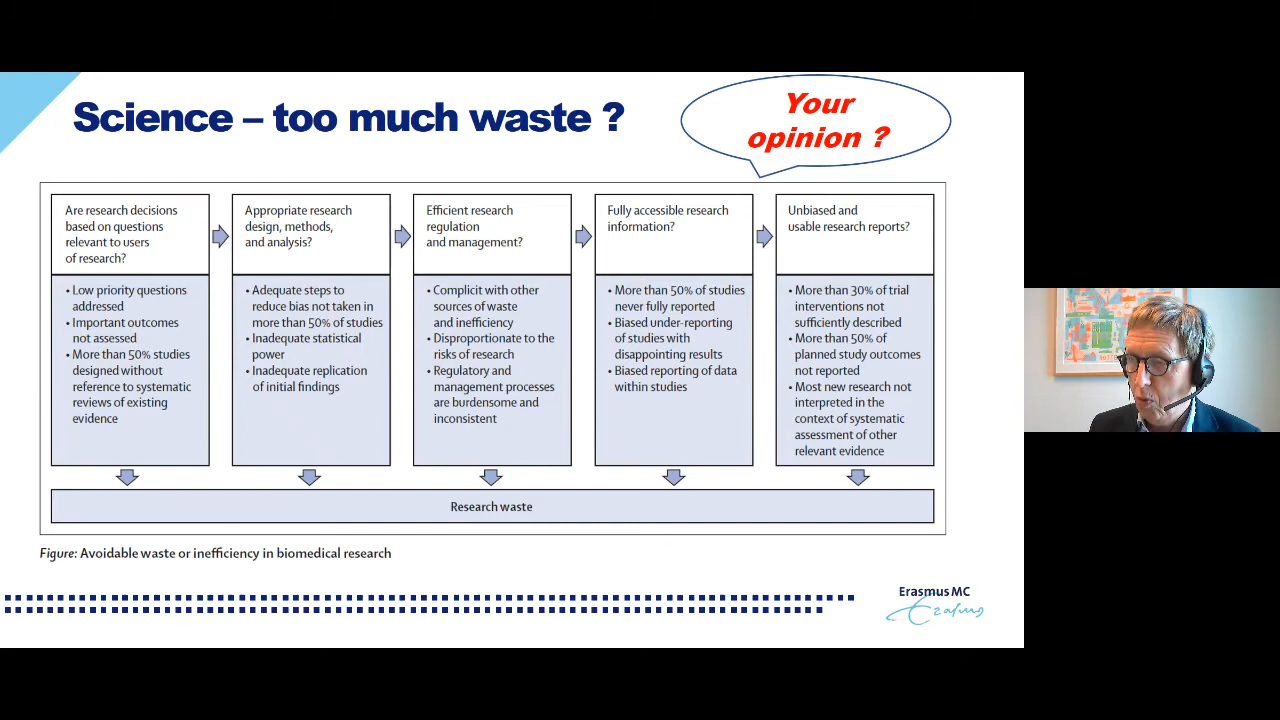 Science – too much waste ?
Your
opinion ?
Are research decisions
based on questions
relevant to users
of research?
Appropriate research
design, methods,
and analysis?
Efficient research
regulation
and management?
Fully accessible research
information?
Unbiased and
usable research reports?
• Low priority questions
addressed
• Important outcomes
not assessed
• More than 50% studies
designed without
reference to systematic
reviews of existing
evidence
• Adequate steps to
reduce bias not taken in
more than 50% of studies
• Inadequate statistical
power
• Inadequate replication
of initial findings
• Complicit with other
sources of waste
and inefficiency
• Disproportionate to the
risks of research
• Regulatory and
management processes
are burdensome and
inconsistent
• More than 50% of studies
never fully reported
• Biased under-reporting
of studies with
disappointing results
• Biased reporting of data
within studies
• More than 30% of trial
interventions not
sufficiently described
• More than 50% of
planned study outcomes
not reported
• Most new research not
interpreted in the
context of systematic
assessment of other
relevant evidence
Research waste
Figure: Avoidable waste or inefficiency in biomedical research
Erasmus MC
Erasmus